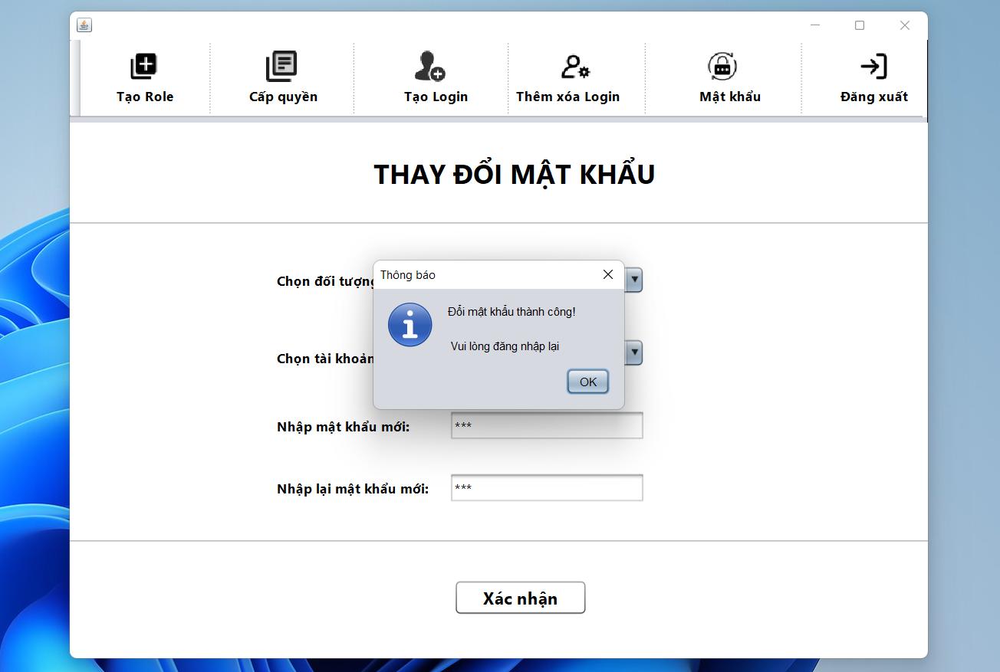 Tạo Role
Cấp quyền
Tạo Login
Thêm xóa Login
Mật khẩu
Đăng xuất
THAY ĐỔI MẬT KHẨU
Thông báo
Chọn đối tượng
Đổi mật khẩu thành công!
Vui lòng đăng nhập lại
Chọn tài khoản
OK
Nhập mật khẩu mới:
***
Nhập lại mật khẩu mới:
***
Xác nhận